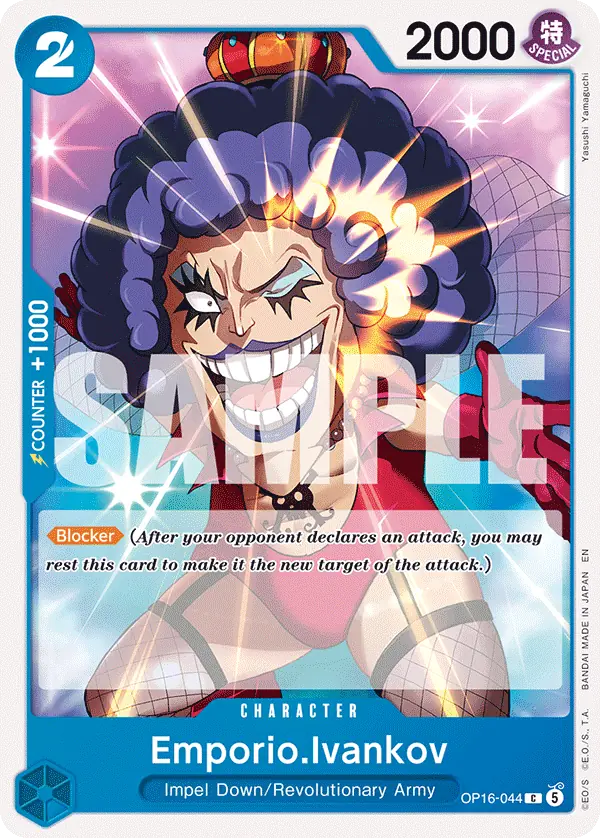 2
2000
特
SPECIAL
Yasushi Yamaguchi
COUNTER +1000
SAMPLE
Blocker (After your opponent declares an attack, you may
rest this card to make it the new target of the attack.)
CHARACTER
Emporio.Ivankov
Impel Down/Revolutionary Army
OP16-044 C 5
©E.O./S ©E.O./S., T.A. BANDAI MADE IN JAPAN EN